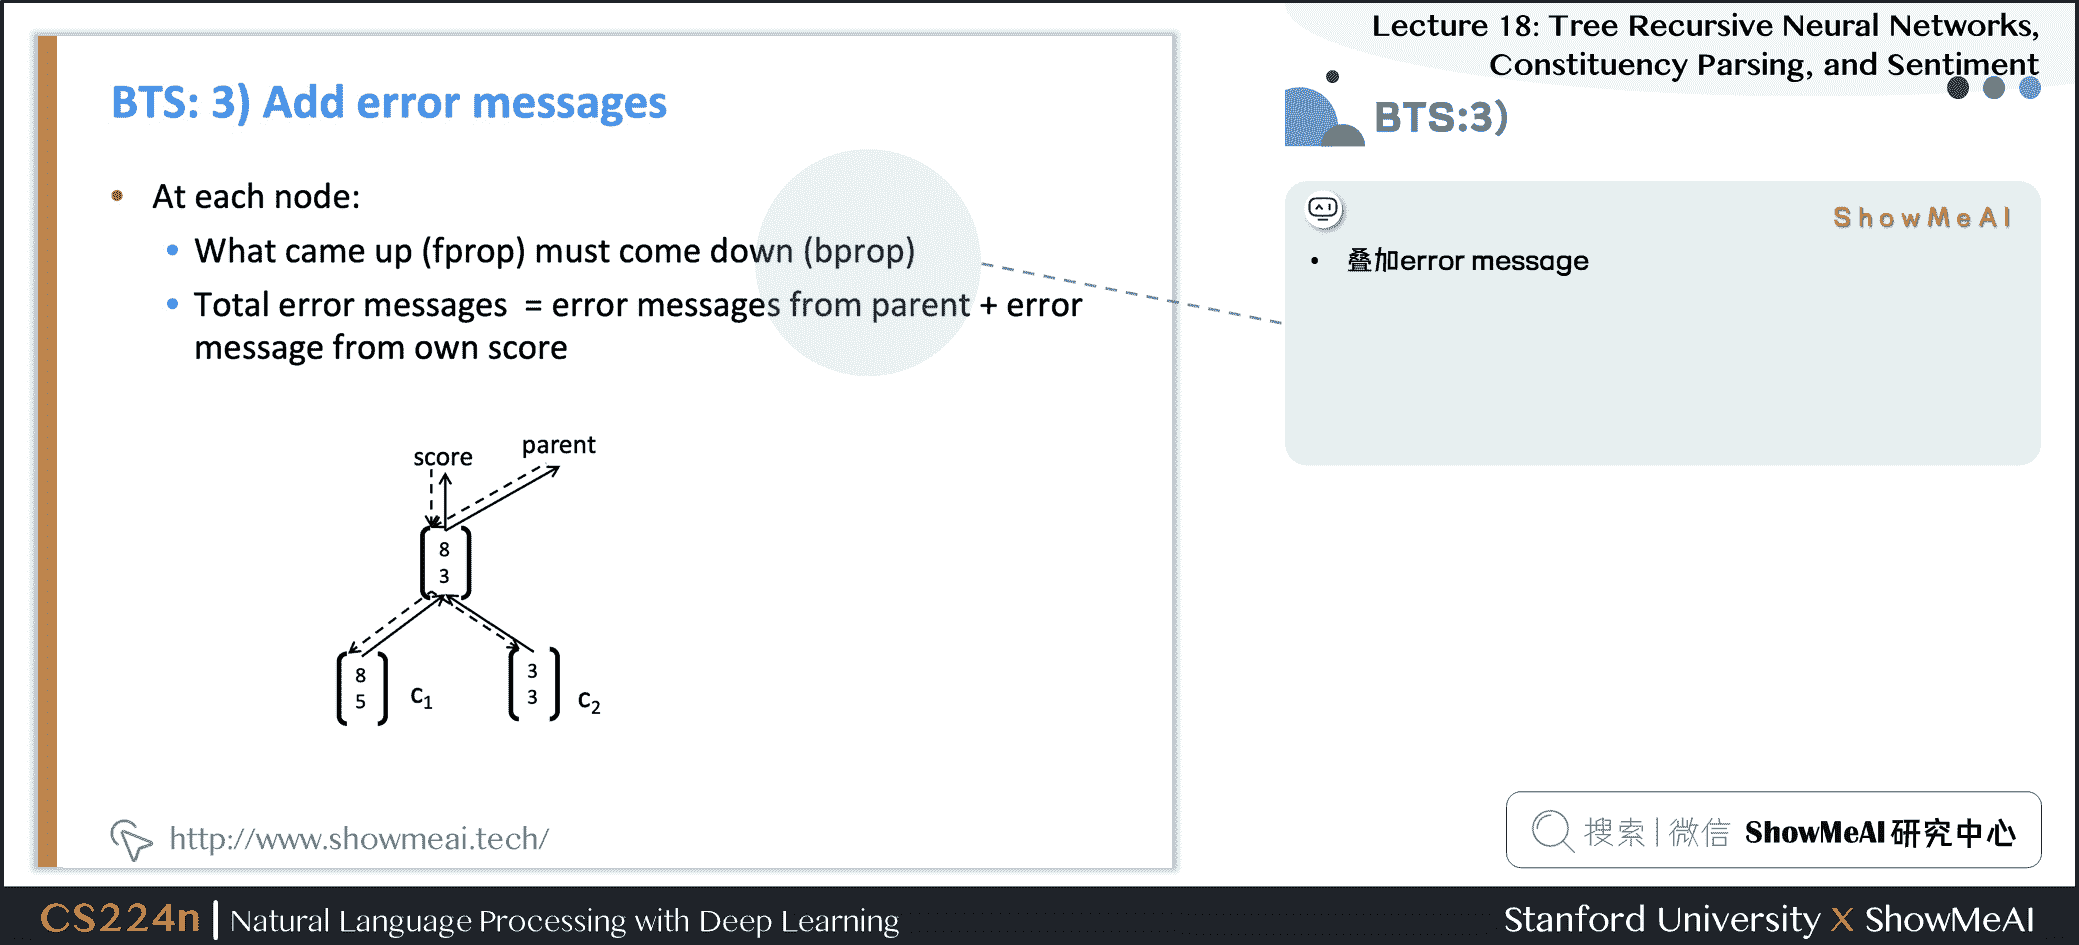 Lecture 18: Tree Recursive Neural Networks,
Constituency Parsing, and Sentiment
BTS: 3) Add error messages
At each node:
What came up (fprop) must come down (bprop)
Total error messages = error messages from parent + error
message from own score
score
parent
8
3
8
5
c1
3
3
c2
http://www.showmeai.tech/
BTS:3)
ShowMeAI
叠加error message
搜索|微信 ShowMeAI研究中心
CS224n | Natural Language Processing with Deep Learning
Stanford University X ShowMeAI